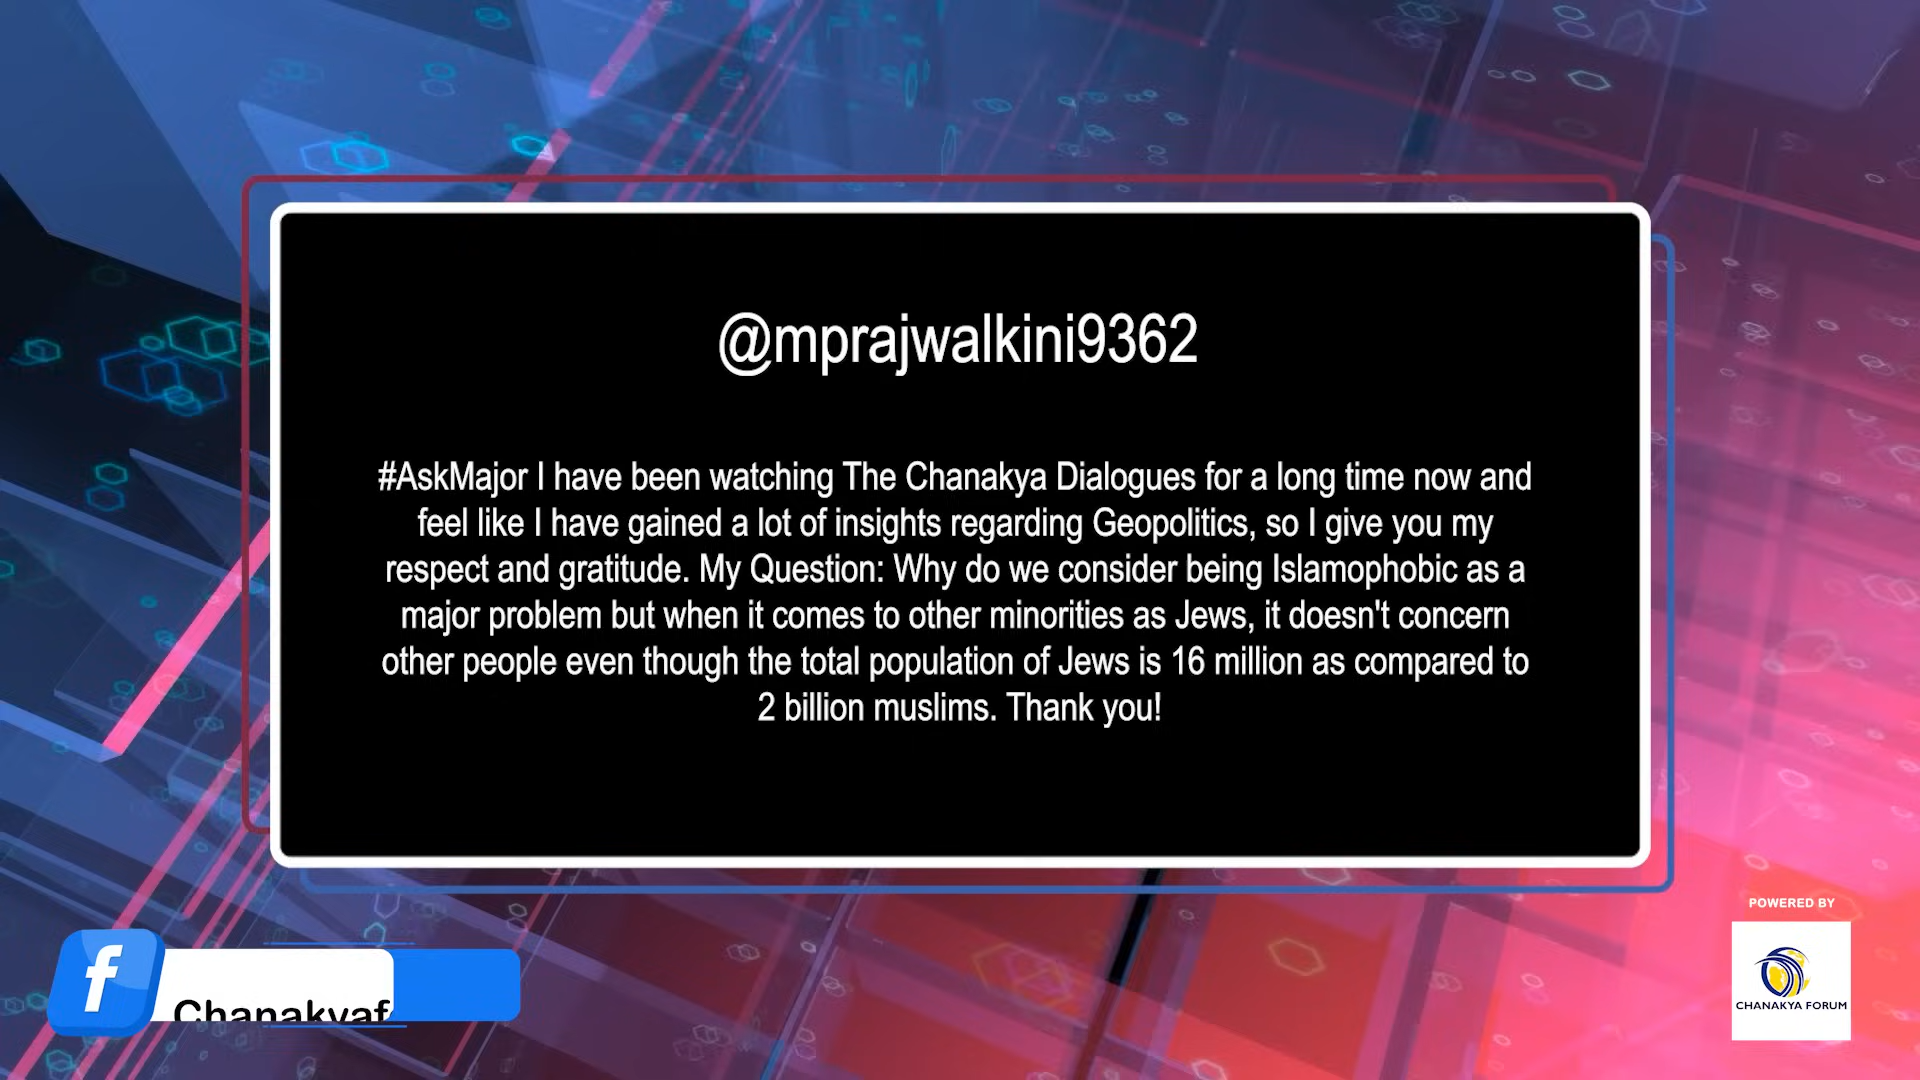 @mprajwalkini9362
#AskMajor I have been watching The Chanakya Dialogues for a long time now and
feel like I have gained a lot of insights regarding Geopolitics, so I give you my
respect and gratitude. My Question: Why do we consider being Islamophobic as a
major problem but when it comes to other minorities as Jews, it doesn't concern
other people even though the total population of Jews is 16 million as compared to
2 billion muslims. Thank you!
POWERED BY
CHANAKYA FORUM
f